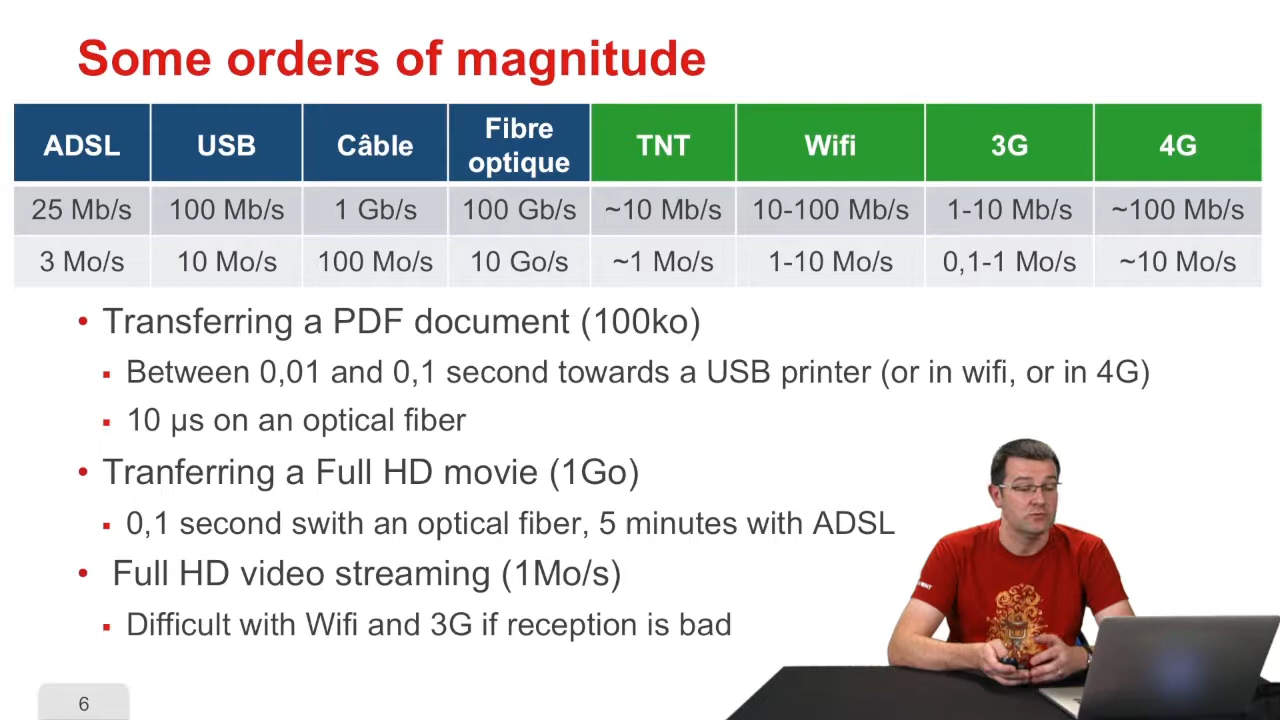 Some orders of magnitude
ADSL USB Câble Fibre optique TNT Wifi 3G 4G
25 Mb/s 100 Mb/s 1 Gb/s 100 Gb/s ~10 Mb/s 10-100 Mb/s 1-10 Mb/s ~100 Mb/s
3 Mo/s 10 Mo/s 100 Mo/s 10 Go/s ~1 Mo/s 1-10 Mo/s 0,1-1 Mo/s ~10 Mo/s
• Transferring a PDF document (100ko)
▪ Between 0,01 and 0,1 second towards a USB printer (or in wifi, or in 4G)
▪ 10 µs on an optical fiber
• Tranferring a Full HD movie (1Go)
▪ 0,1 second swith an optical fiber, 5 minutes with ADSL
• Full HD video streaming (1Mo/s)
▪ Difficult with Wifi and 3G if reception is bad
6